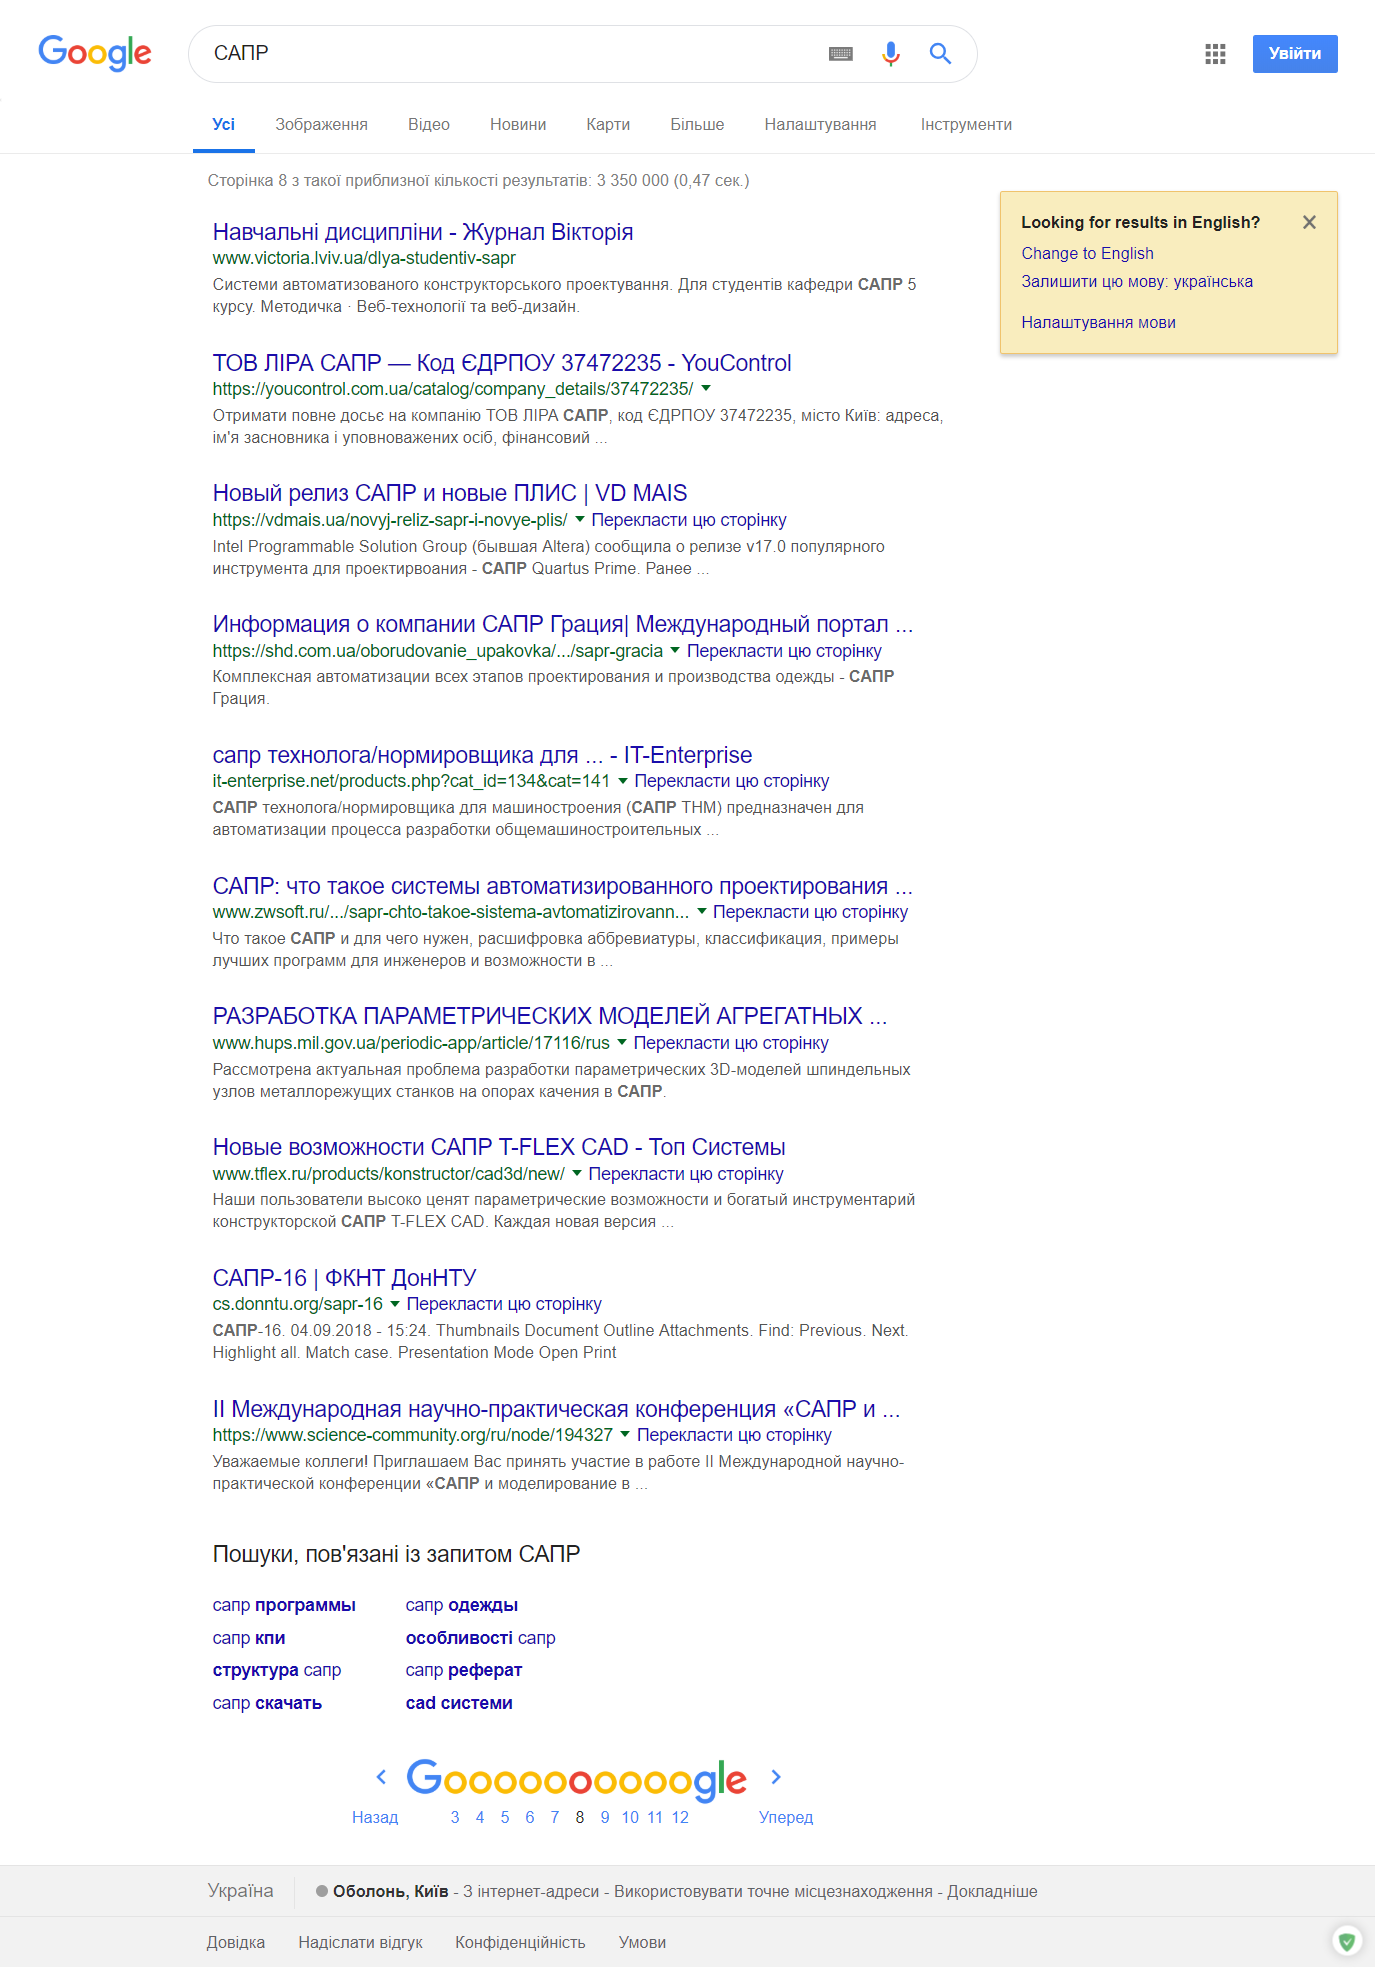 Google
САПР
Увійти
Усі Зображення Відео Новини Карти Більше Налаштування Інструменти
Сторінка 8 з такої приблизної кількості результатів: 3 350 000 (0,47 сек.)
Looking for results in English?
Change to English
Залишити цю мову: українська
Налаштування мови
Навчальні дисципліни - Журнал Вікторія
www.victoria.lviv.ua/dlya-studentiv-sapr
Системи автоматизованого конструкторського проектування. Для студентів кафедри САПР 5
курсу. Методичка · Веб-технології та веб-дизайн.
ТОВ ЛІРА САПР — Код ЄДРПОУ 37472235 - YouControl
https://youcontrol.com.ua/catalog/company_details/37472235/
Отримати повне досьє на компанію ТОВ ЛІРА САПР, код ЄДРПОУ 37472235, місто Київ: адреса,
ім'я засновника і уповноважених осіб, фінансовий ...
Новый релиз САПР и новые ПЛИС | VD MAIS
https://vdmais.ua/novyj-reliz-sapr-i-novye-plis/ Перекласти цю сторінку
Intel Programmable Solution Group (бывшая Altera) сообщила о релизе v17.0 популярного
инструмента для проектирвоания - САПР Quartus Prime. Ранее ...
Информация о компании САПР Грация| Международный портал ...
https://shd.com.ua/oborudovanie_upakovka/.../sapr-gracia Перекласти цю сторінку
Комплексная автоматизации всех этапов проектирования и производства одежды - САПР
Грация.
сапр технолога/нормировщика для ... - IT-Enterprise
it-enterprise.net/products.php?cat_id=134&cat=141 Перекласти цю сторінку
САПР технолога/нормировщика для машиностроения (САПР ТНМ) предназначен для
автоматизации процесса разработки общемашиностроительных ...
САПР: что такое системы автоматизированного проектирования ...
www.zwsoft.ru/.../sapr-chto-takoe-sistema-avtomatizirovann... Перекласти цю сторінку
Что такое САПР и для чего нужен, расшифровка аббревиатуры, классификация, примеры
лучших программ для инженеров и возможности в ...
РАЗРАБОТКА ПАРАМЕТРИЧЕСКИХ МОДЕЛЕЙ АГРЕГАТНЫХ ...
www.hups.mil.gov.ua/periodic-app/article/17116/rus Перекласти цю сторінку
Рассмотрена актуальная проблема разработки параметрических 3D-моделей шпиндельных
узлов металлорежущих станков на опорах качения в САПР.
Новые возможности САПР T-FLEX CAD - Топ Системы
www.tflex.ru/products/konstructor/cad3d/new/ Перекласти цю сторінку
Наши пользователи высоко ценят параметрические возможности и богатый инструментарий
конструкторской САПР T-FLEX CAD. Каждая новая версия ...
САПР-16 | ФКНТ ДонНТУ
cs.donntu.org/sapr-16 Перекласти цю сторінку
САПР-16. 04.09.2018 - 15:24. Thumbnails Document Outline Attachments. Find: Previous. Next.
Highlight all. Match case. Presentation Mode Open Print
II Международная научно-практическая конференция «САПР и ...
https://www.science-community.org/ru/node/194327 Перекласти цю сторінку
Уважаемые коллеги! Приглашаем Вас принять участие в работе II Международной научно-
практической конференции «САПР и моделирование в ...
Пошуки, пов'язані із запитом САПР
сапр программы сапр одежды
сапр кпи особливості сапр
структура сапр сапр реферат
сапр скачать cad системи
Goooooooooogle
Назад 3 4 5 6 7 8 9 10 11 12 Уперед
Україна Оболонь, Київ - З інтернет-адреси - Використовувати точне місцезнаходження - Докладніше
Довідка Надіслати відгук Конфіденційність Умови